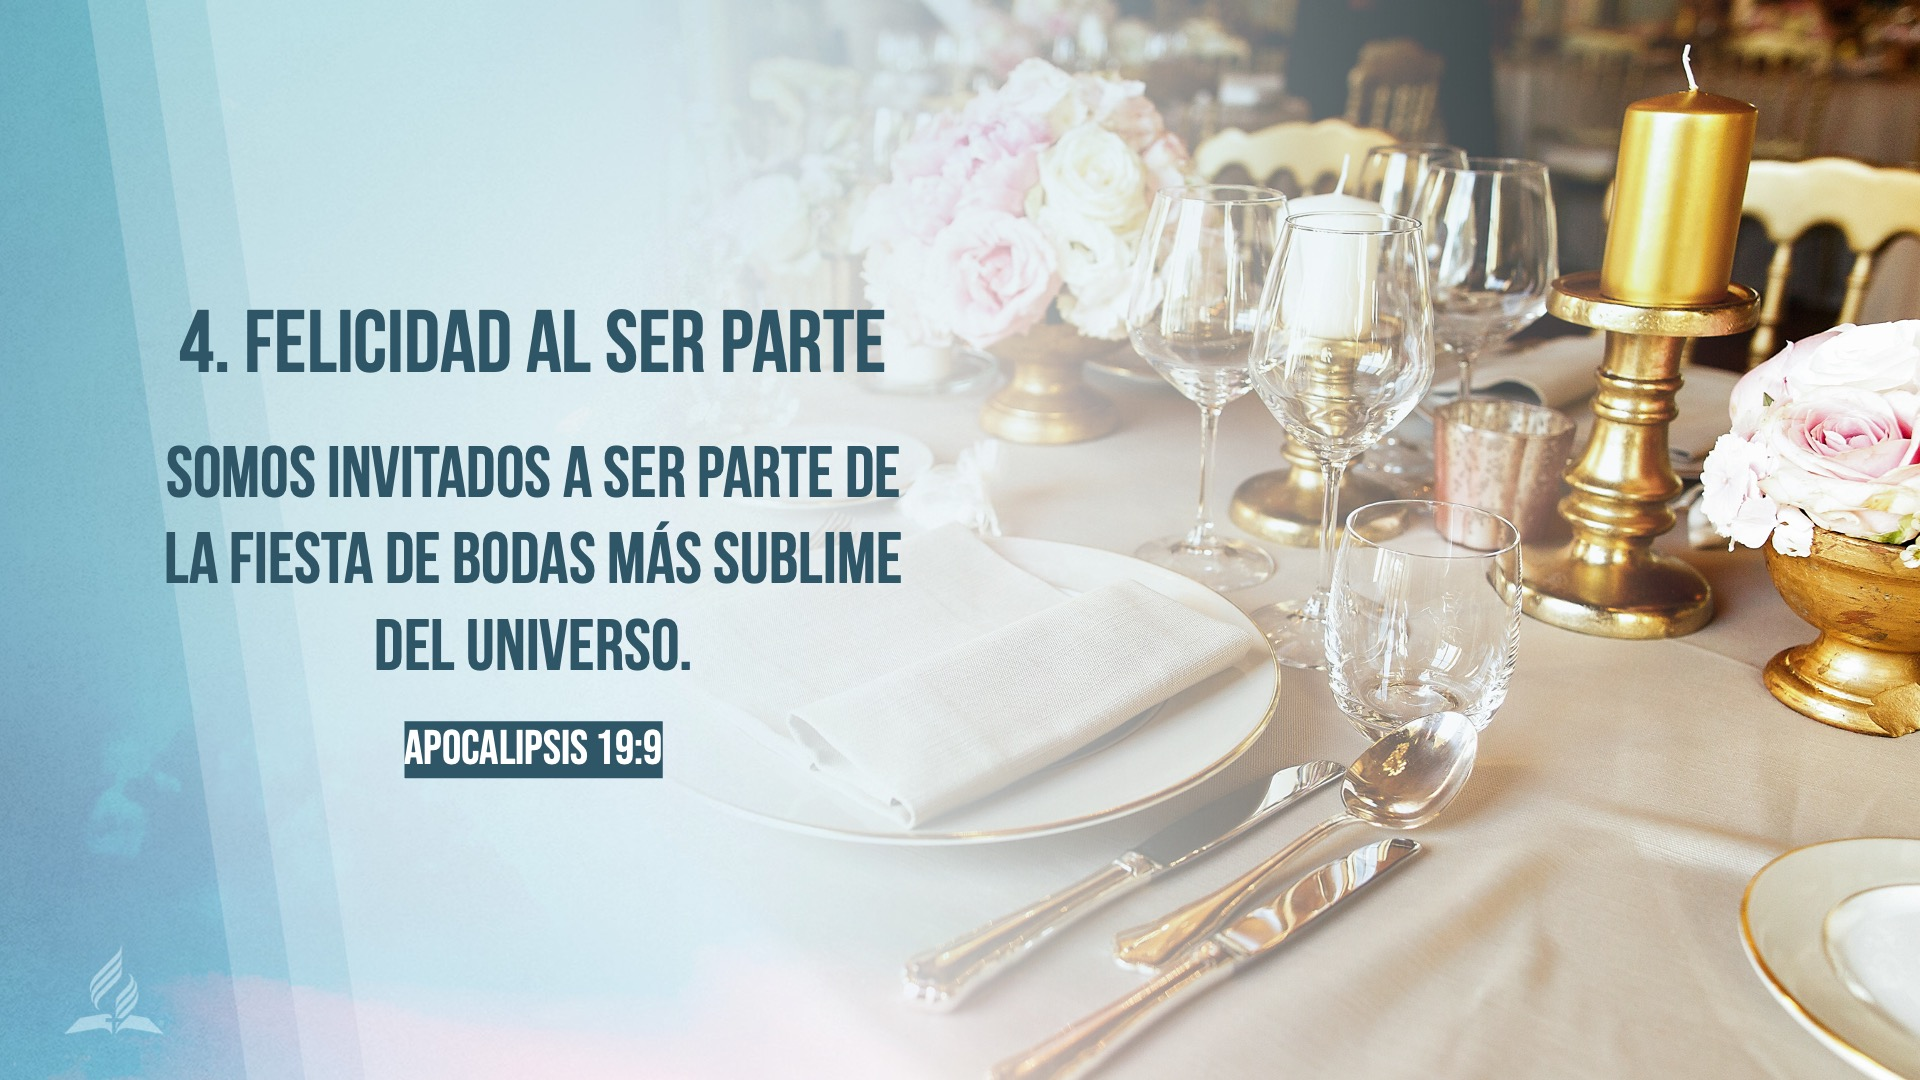 4. FELICIDAD AL SER PARTE
SOMOS INVITADOS A SER PARTE DE
LA FIESTA DE BODAS MÁS SUBLIME
DEL UNIVERSO.
APOCALIPSIS 19:9